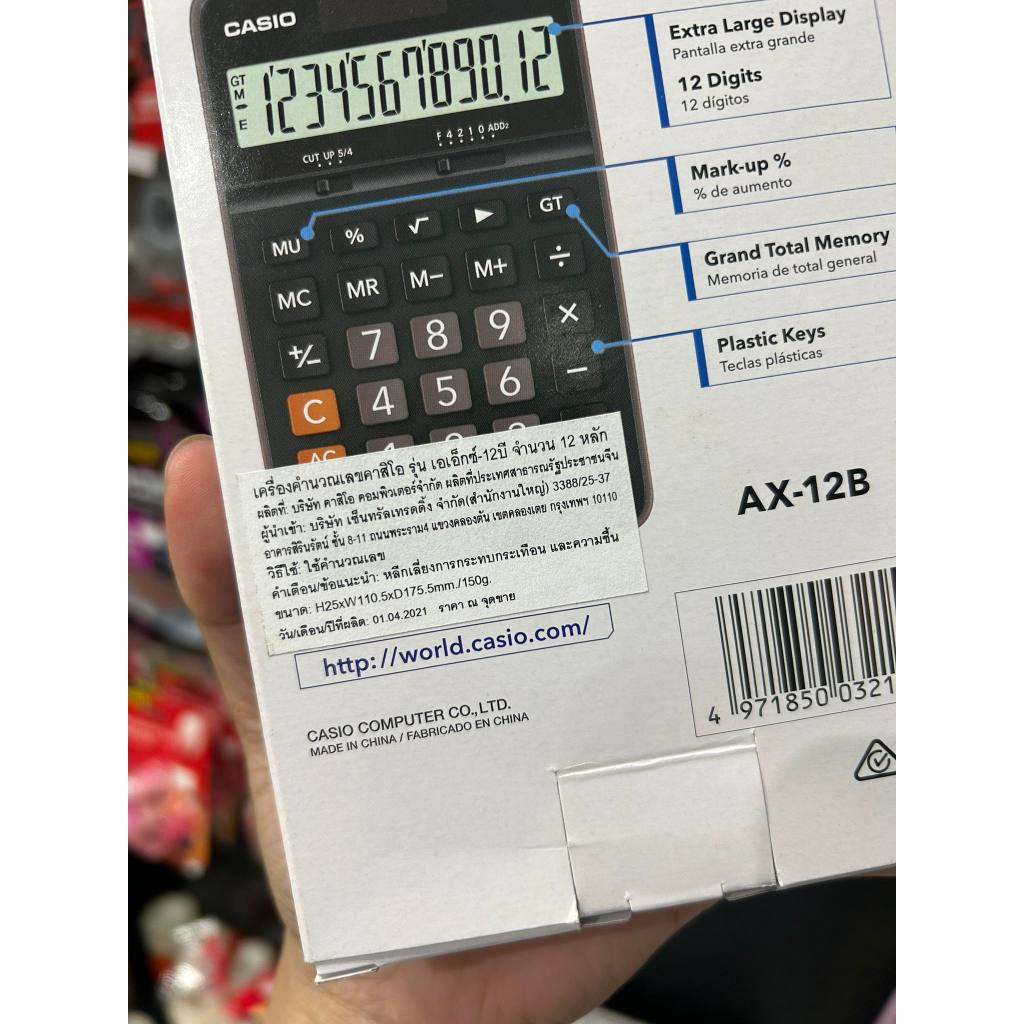 CASIO
GT
M
−
E
1'234'567'890.12
CUT UP 5/4
F 4 2 1 0 ADD₂
MU
%
√
▶
GT
MC
MR
M−
M+
÷
+/−
7
8
9
×
C
4
5
6
−
AC
Extra Large Display
Pantalla extra grande
12 Digits
12 dígitos
Mark-up %
% de aumento
Grand Total Memory
Memoria de total general
Plastic Keys
Teclas plásticas
เครื่องคำนวณเลขคาสิโอ รุ่น เอเอ็กซ์-12บี จำนวน 12 หลัก
ผลิตที่: บริษัท คาสิโอ คอมพิวเตอร์จำกัด ผลิตที่ประเทศสาธารณรัฐประชาชนจีน
ผู้นำเข้า: บริษัท เซ็นทรัลเทรดดิ้ง จำกัด(สำนักงานใหญ่) 3388/25-37
อาคารสิรินรัตน์ ชั้น 8-11 ถนนพระราม4 แขวงคลองตัน เขตคลองเตย กรุงเทพฯ 10110
วิธีใช้: ใช้คำนวณเลข
คำเตือน/ข้อแนะนำ: หลีกเลี่ยงการกระทบกระเทือน และความชื้น
ขนาด: H25xW110.5xD175.5mm./150g.
วัน/เดือน/ปีที่ผลิต: 01.04.2021 ราคา ณ จุดขาย
AX-12B
http://world.casio.com/
CASIO COMPUTER CO.,LTD.
MADE IN CHINA / FABRICADO EN CHINA
4 971850 0321